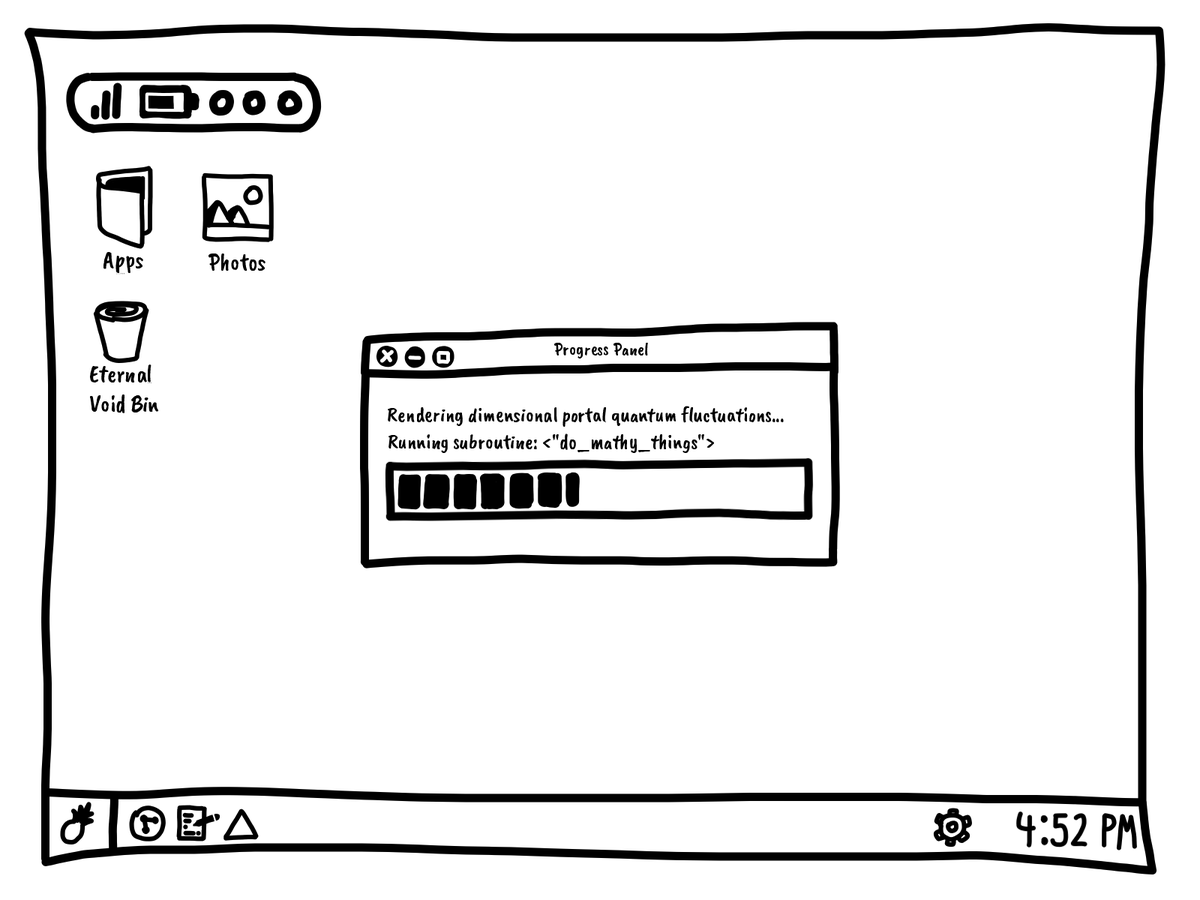 Apps
Photos
Eternal
Void Bin
Progress Panel
Rendering dimensional portal quantum fluctuations...
Running subroutine: <"do_mathy_things">
4:52 PM